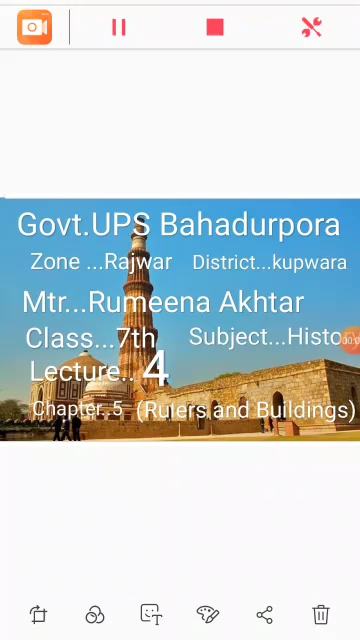 Govt.UPS Bahadurpora
Zone ...Rajwar District...kupwara
Mtr...Rumeena Akhtar
Class...7th Subject...Histo
Lecture.. 4
Chapter..5 (Rulers and Buildings)